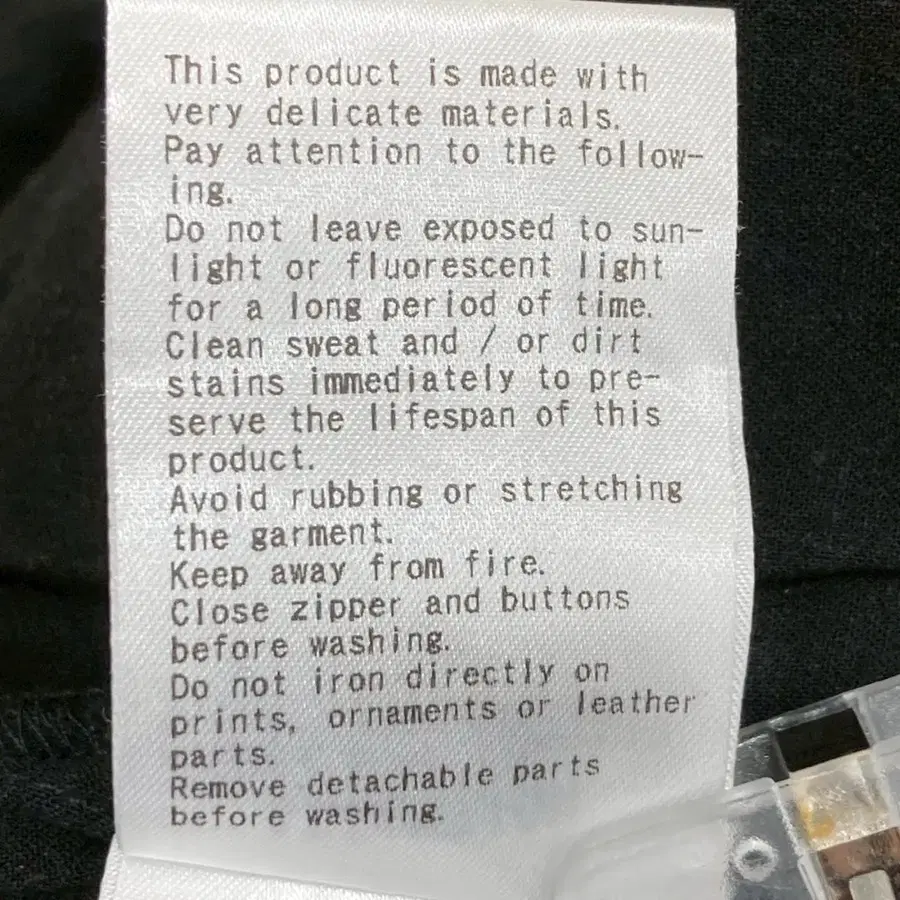 This product is made with
very delicate materials.
Pay attention to the follow-
ing.
Do not leave exposed to sun-
light or fluorescent light
for a long period of time.
Clean sweat and / or dirt
stains immediately to pre-
serve the lifespan of this
product.
Avoid rubbing or stretching
the garment.
Keep away from fire.
Close zipper and buttons
before washing.
Do not iron directly on
prints, ornaments or leather
parts.
Remove detachable parts
before washing.